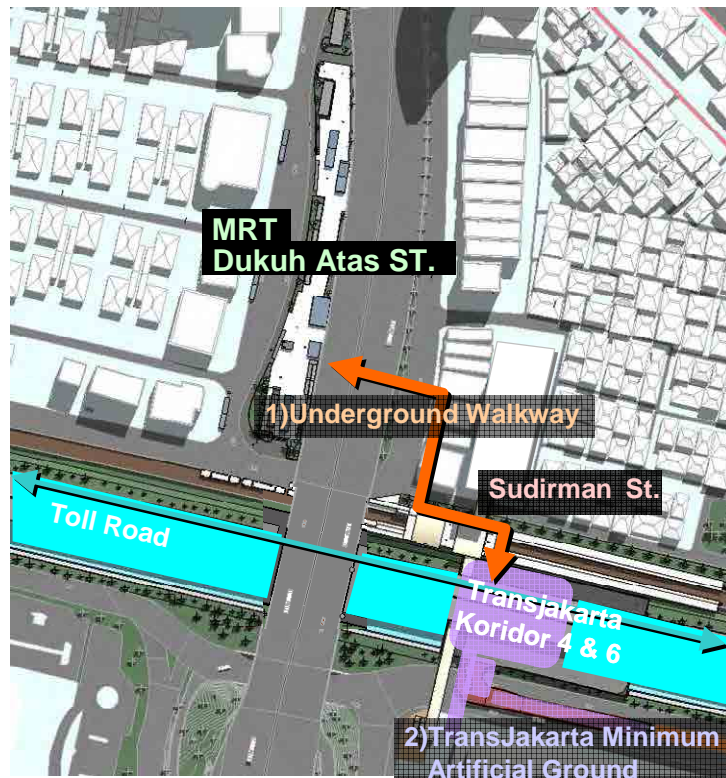 MRT
Dukuh Atas ST.
1)Underground Walkway
Sudirman St.
Toll Road
Transjakarta
Koridor 4 & 6
2)TransJakarta Minimum
Artificial Ground